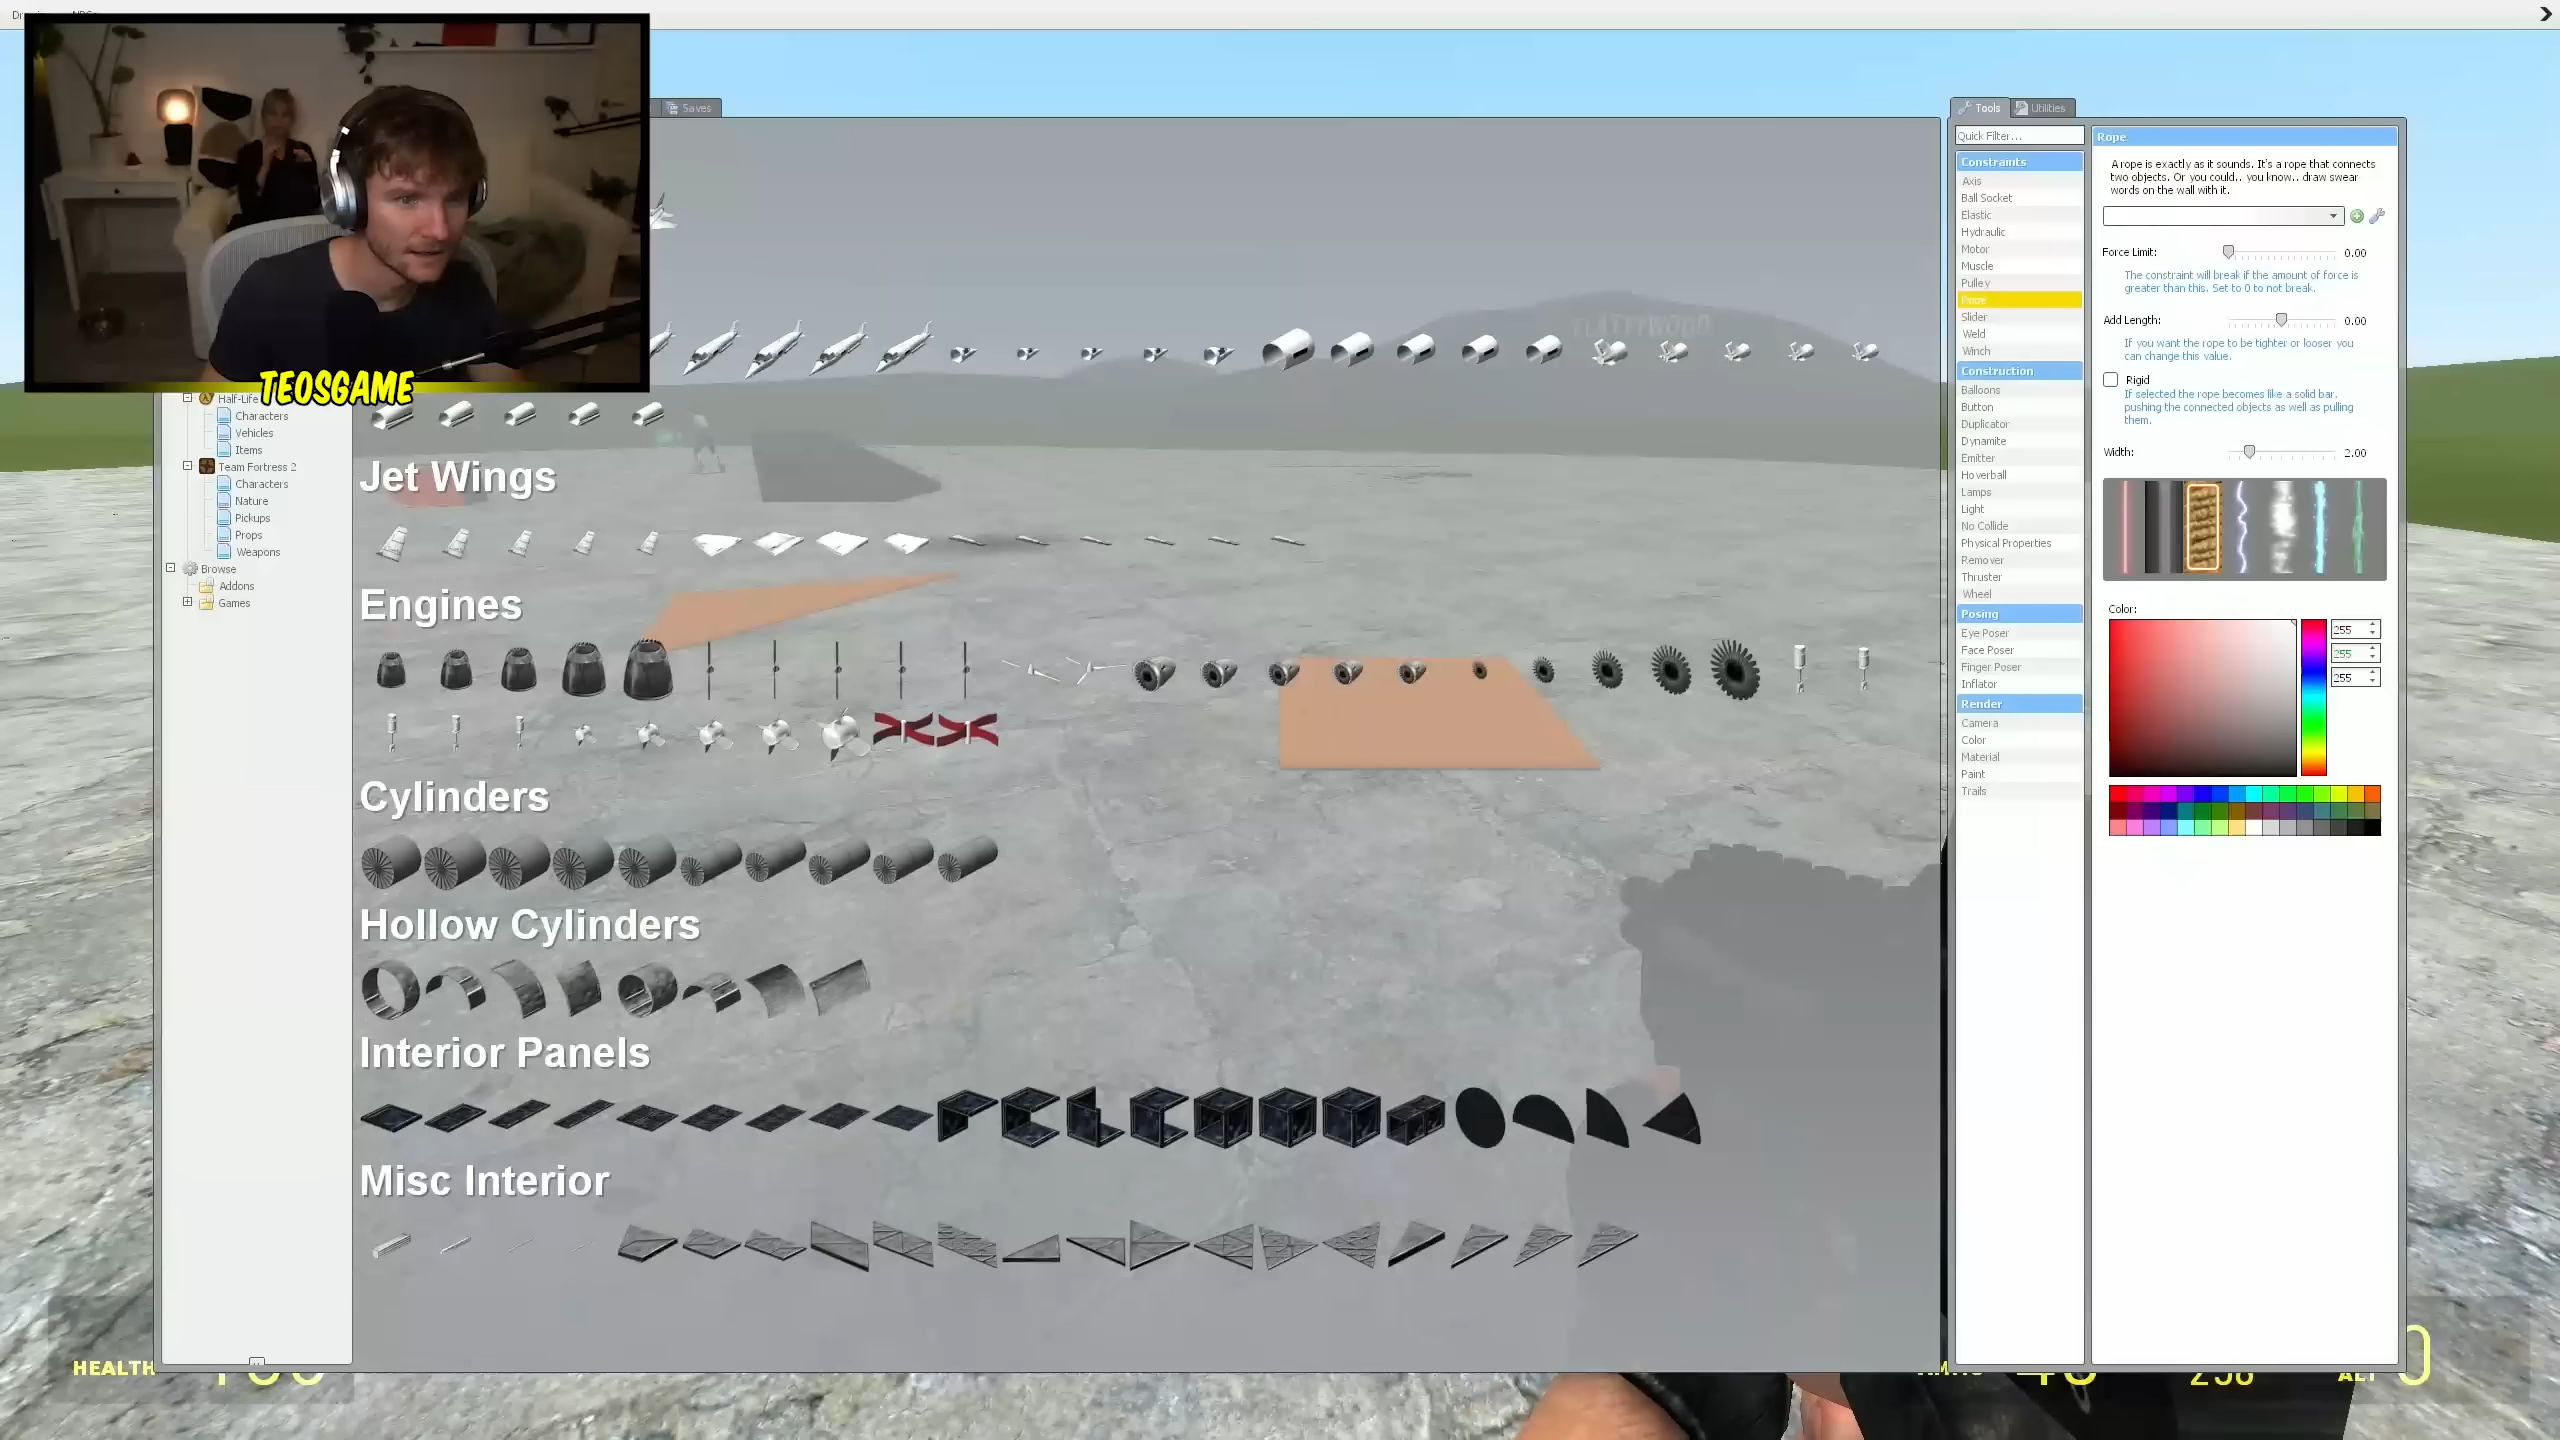 Saves
TEOSGAME
Half-Life
Characters
Vehicles
Items
Team Fortress 2
Characters
Nature
Pickups
Props
Weapons
Browse
Addons
Games
Jet Wings
Engines
Cylinders
Hollow Cylinders
Interior Panels
Misc Interior
Tools
Utilities
Quick Filter...
Constraints
Axis
Ball Socket
Elastic
Hydraulic
Motor
Muscle
Pulley
Rope
Slider
Weld
Winch
Construction
Balloons
Button
Duplicator
Dynamite
Emitter
Hoverball
Lamps
Light
No Collide
Physical Properties
Remover
Thruster
Wheel
Posing
Eye Poser
Face Poser
Finger Poser
Inflator
Render
Camera
Color
Material
Paint
Trails
Rope
A rope is exactly as it sounds. It's a rope that connects
two objects. Or you could.. you know.. draw swear
words on the wall with it.
Force Limit: 0.00
The constraint will break if the amount of force is
greater than this. Set to 0 to not break.
Add Length: 0.00
If you want the rope to be tighter or looser you
can change this value.
Rigid
If selected the rope becomes like a solid bar,
pushing the connected objects as well as pulling
them.
Width: 2.00
Color:
255
255
255
HEALTH